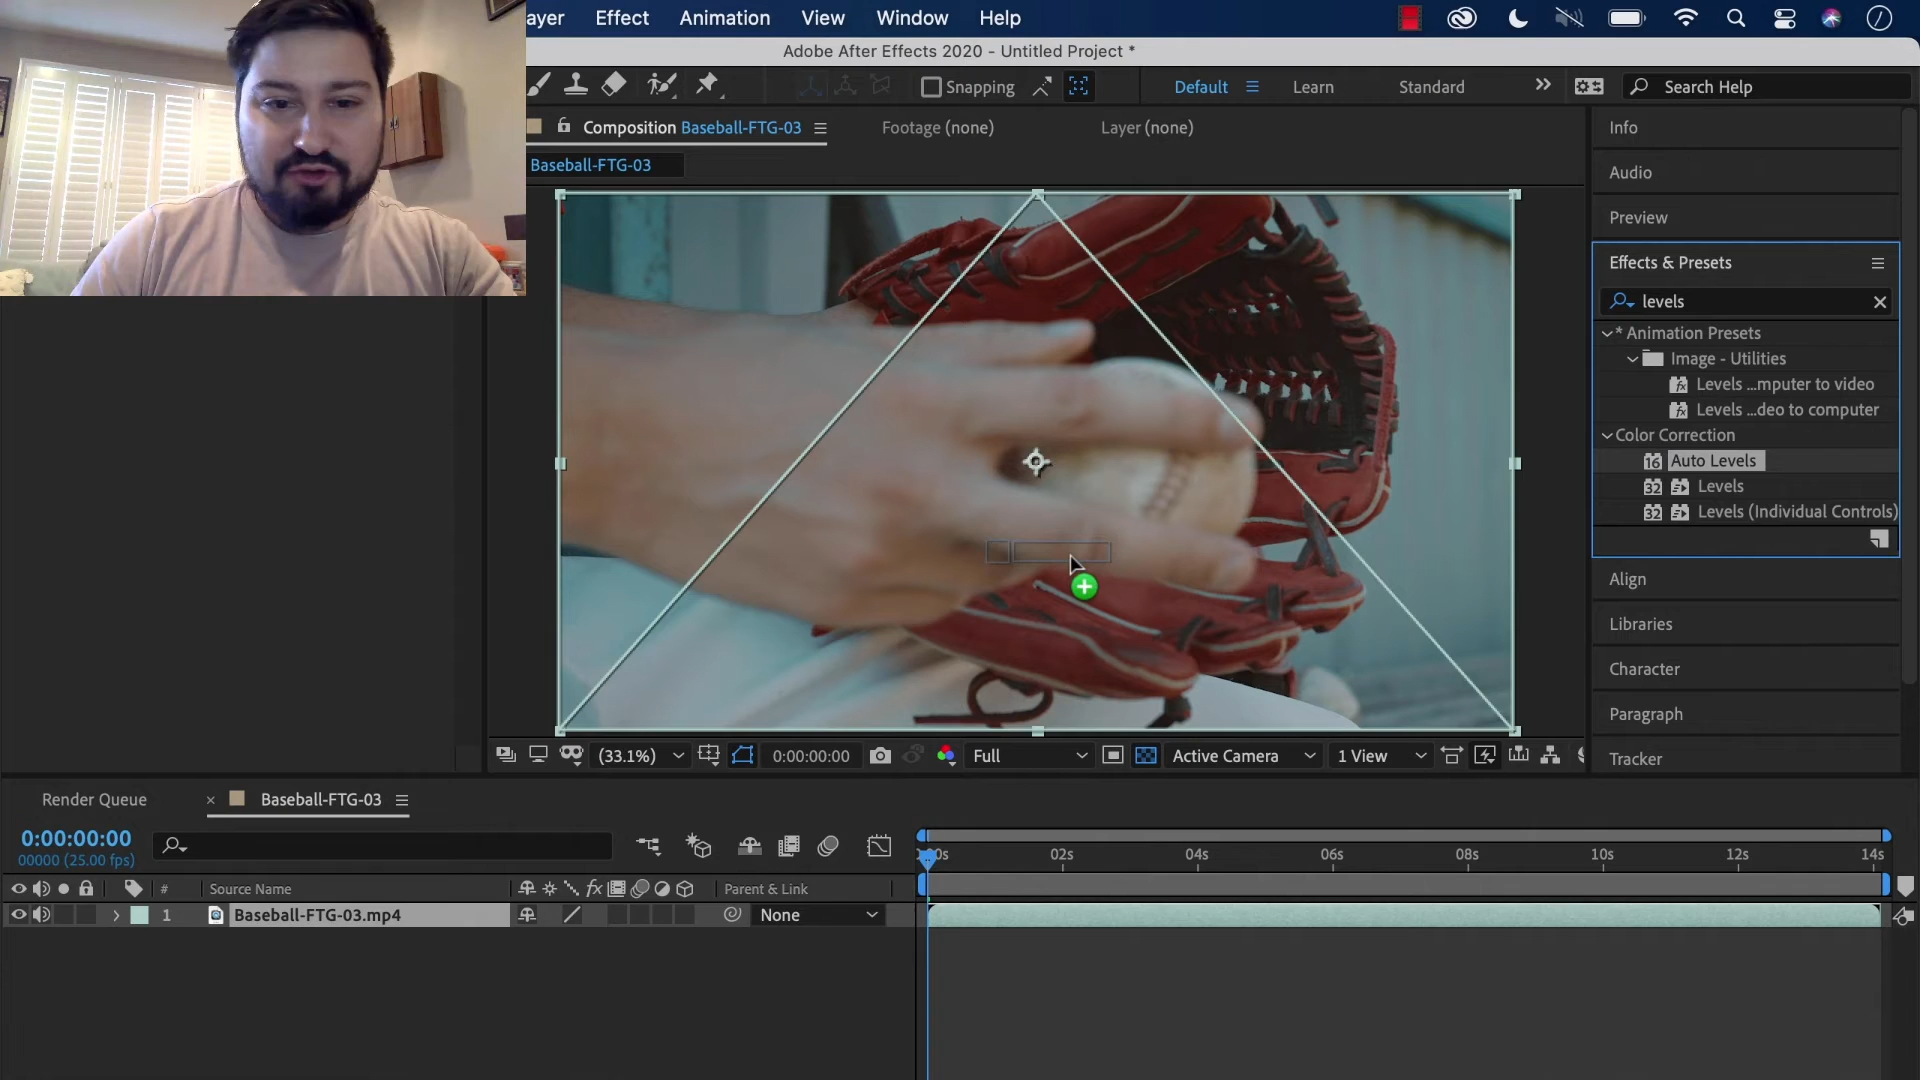 ayer Effect Animation View Window Help
Adobe After Effects 2020 - Untitled Project *
Snapping Default Learn Standard Search Help
Composition Baseball-FTG-03 Footage (none) Layer (none)
Baseball-FTG-03
Info
Audio
Preview
Effects & Presets
levels
* Animation Presets
Image - Utilities
Levels ...mputer to video
Levels ...deo to computer
Color Correction
16 Auto Levels
32 Levels
32 Levels (Individual Controls)
Align
Libraries
Character
Paragraph
Tracker
(33.1%) 0:00:00:00 Full Active Camera 1 View
Render Queue × Baseball-FTG-03
0:00:00:00
00000 (25.00 fps)
02s 04s 06s 08s 10s 12s 14s
# Source Name fx Parent & Link
1 Baseball-FTG-03.mp4 None